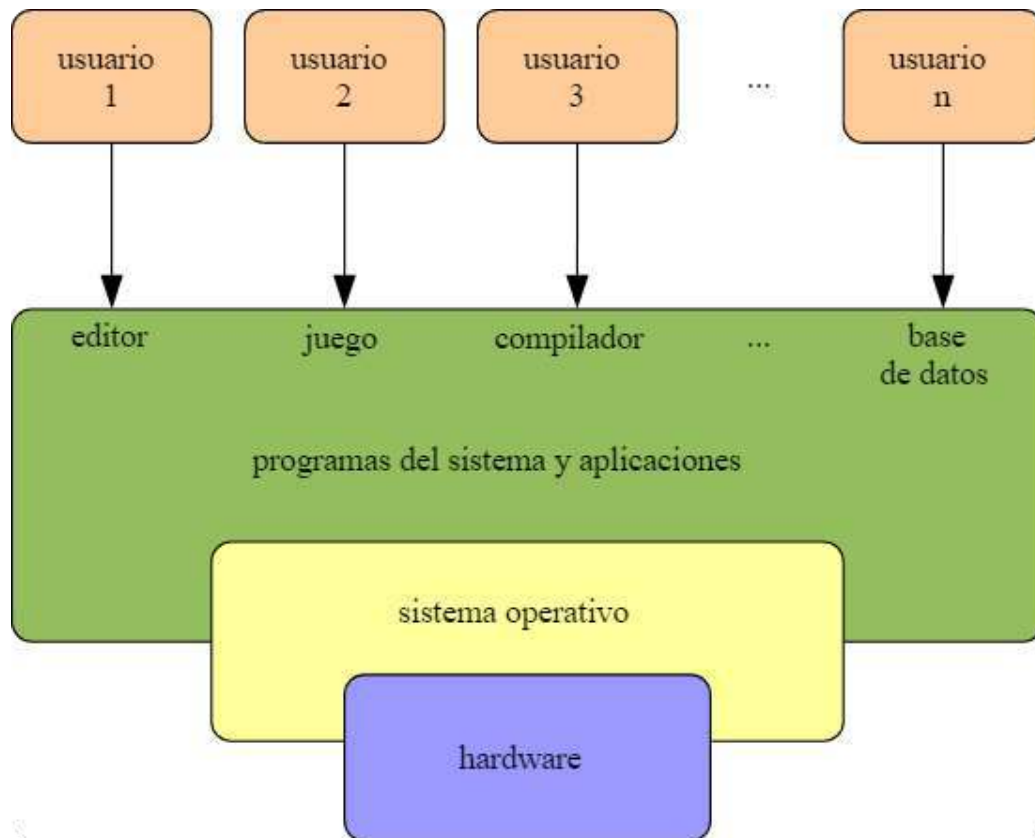 usuario
1
usuario
2
usuario
3
...
usuario
n
editor
juego
compilador
...
base
de datos
programas del sistema y aplicaciones
sistema operativo
hardware